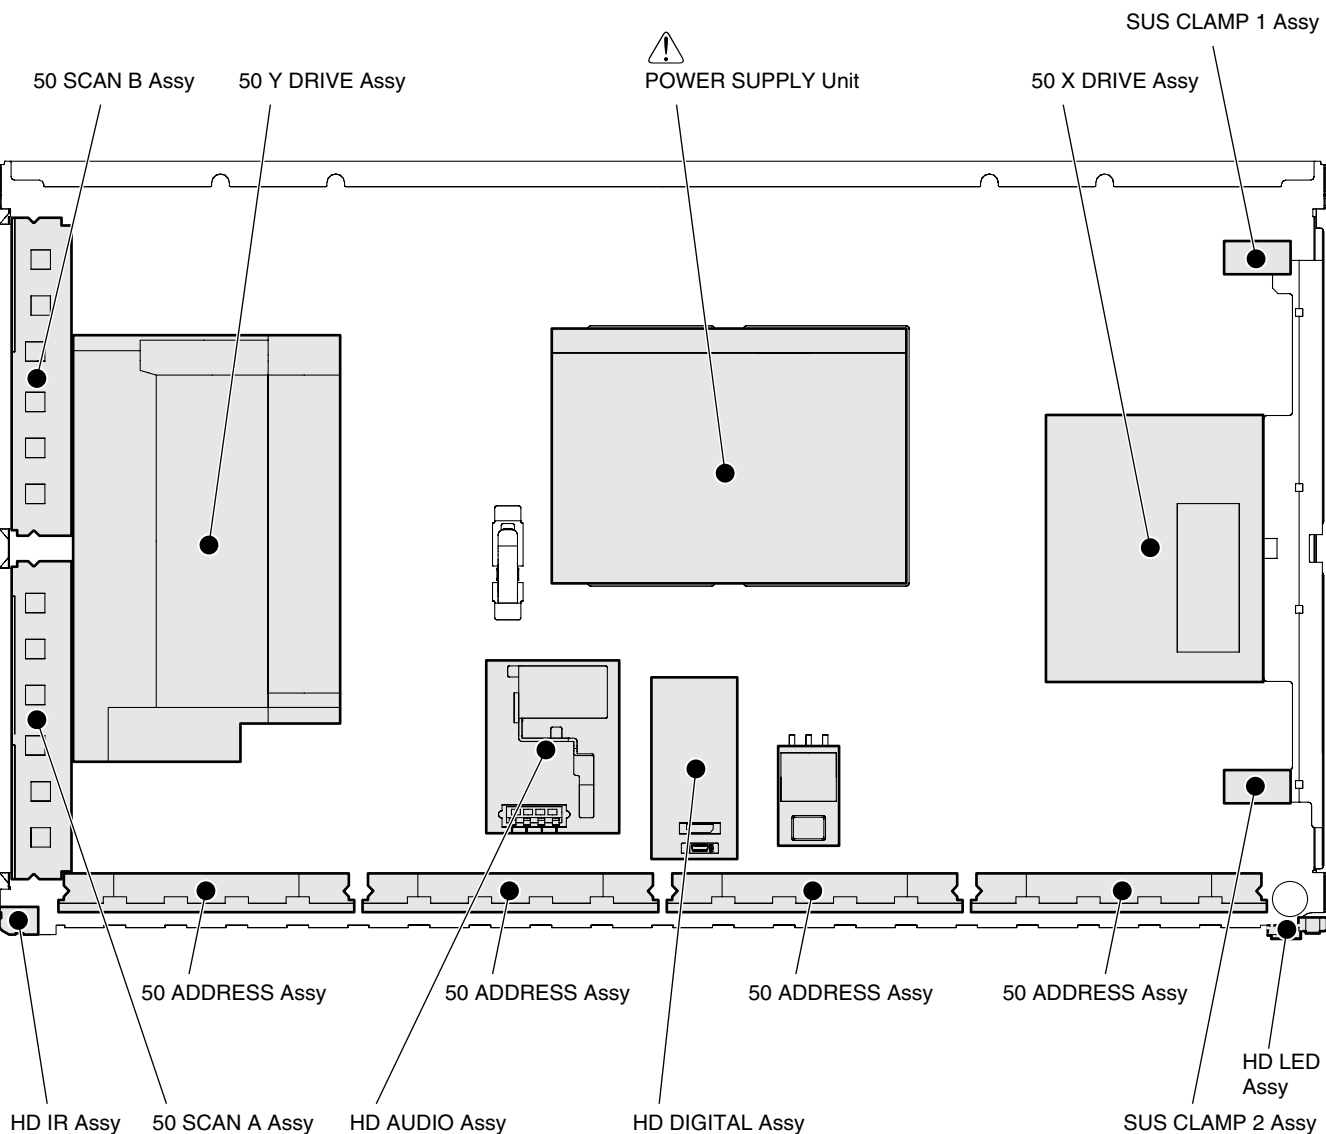 SUS CLAMP 1 Assy
50 SCAN B Assy
50 Y DRIVE Assy
POWER SUPPLY Unit
50 X DRIVE Assy
50 ADDRESS Assy
50 ADDRESS Assy
50 ADDRESS Assy
50 ADDRESS Assy
HD LED
Assy
HD IR Assy
50 SCAN A Assy
HD AUDIO Assy
HD DIGITAL Assy
SUS CLAMP 2 Assy